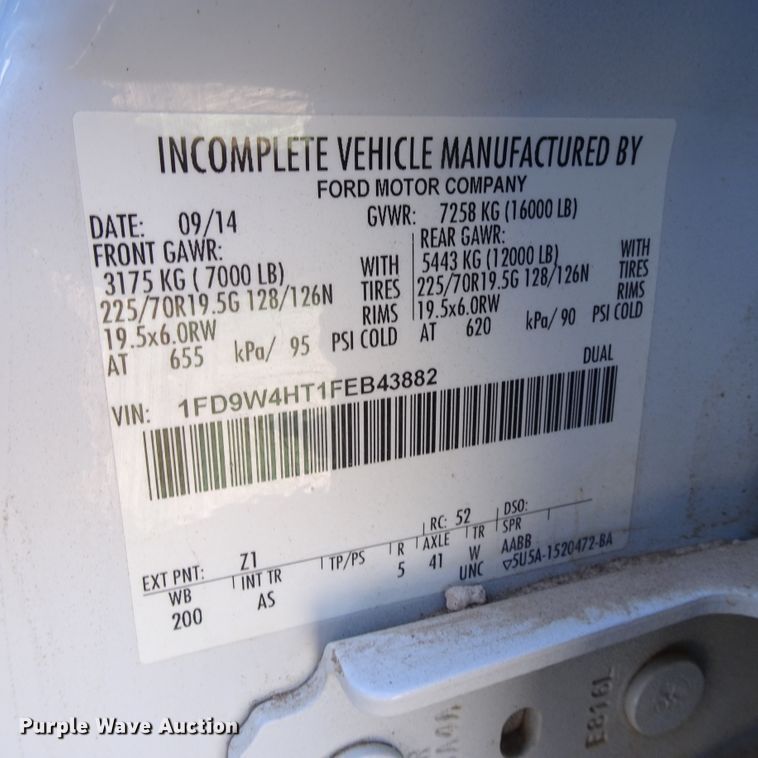 INCOMPLETE VEHICLE MANUFACTURED BY
FORD MOTOR COMPANY
DATE: 09/14 GVWR: 7258 KG (16000 LB)
FRONT GAWR:
3175 KG ( 7000 LB) WITH
225/70R19.5G 128/126N TIRES
19.5x6.0RW RIMS
AT 655 kPa/ 95 PSI COLD
REAR GAWR:
5443 KG (12000 LB) WITH
225/70R19.5G 128/126N TIRES
19.5x6.0RW RIMS
AT 620 kPa/ 90 PSI COLD
DUAL
VIN: 1FD9W4HT1FEB43882
EXT PNT: Z1 RC: 52 DSO:
WB INT TR TP/PS R AXLE TR SPR
200 AS 5 41 W AABB
UNC ▽5U5A-1520472-BA
E816L
Purple Wave Auction